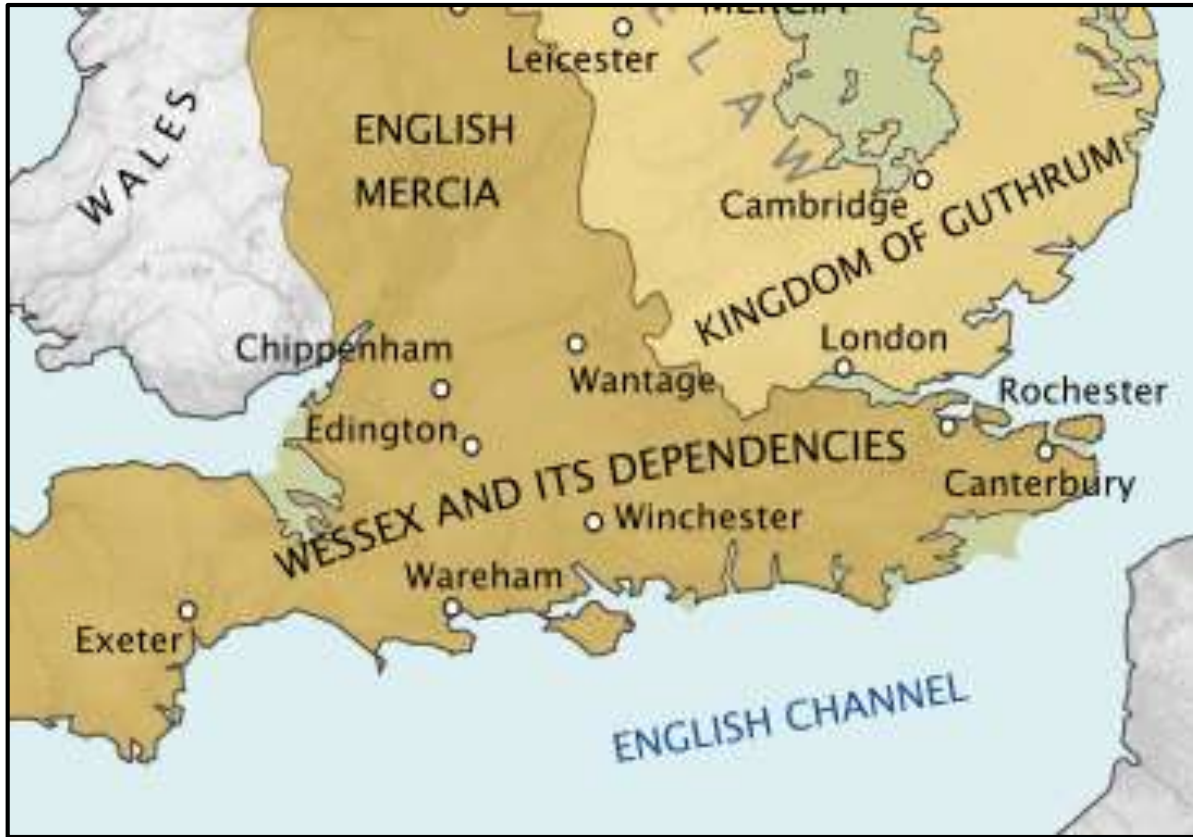 MERCIA
Leicester
E
L
A
W
WALES
ENGLISH
MERCIA
Cambridge
KINGDOM OF GUTHRUM
London
Chippenham
Wantage
Rochester
Edington
WESSEX AND ITS DEPENDENCIES
Canterbury
Winchester
Wareham
Exeter
ENGLISH CHANNEL